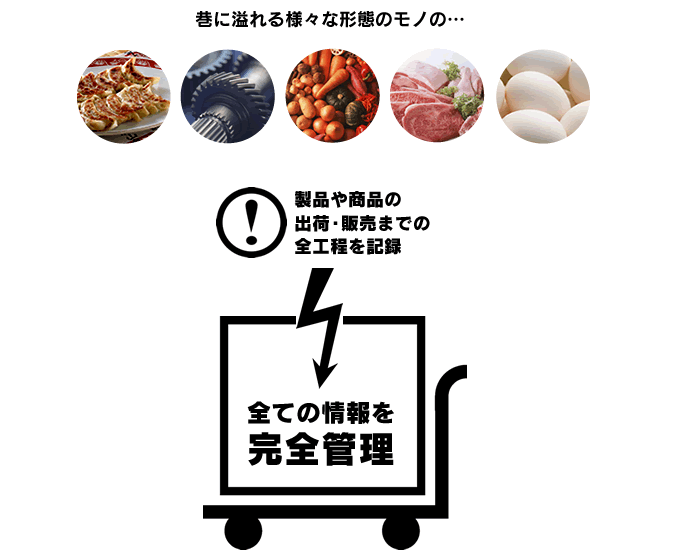 巷に溢れる様々な形態のモノの…
製品や商品の
出荷・販売までの
全工程を記録
全ての情報を
完全管理